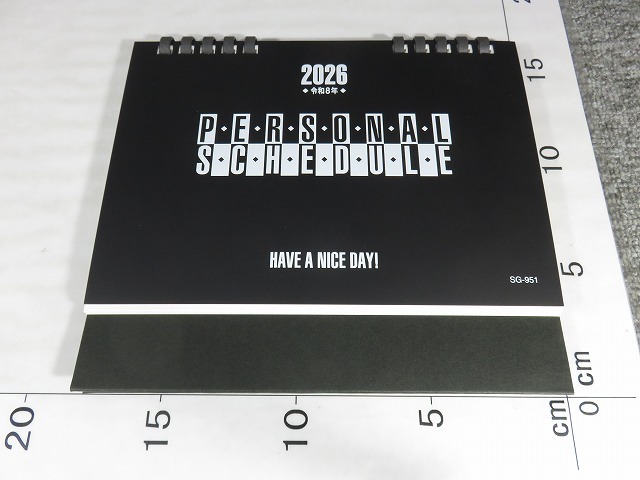 2026
◆ 令和8年 ◆
P・E・R・S・O・N・A・L
S・C・H・E・D・U・L・E
HAVE A NICE DAY!
SG-951
15
10
5
cm
0
cm
5
10
15
20